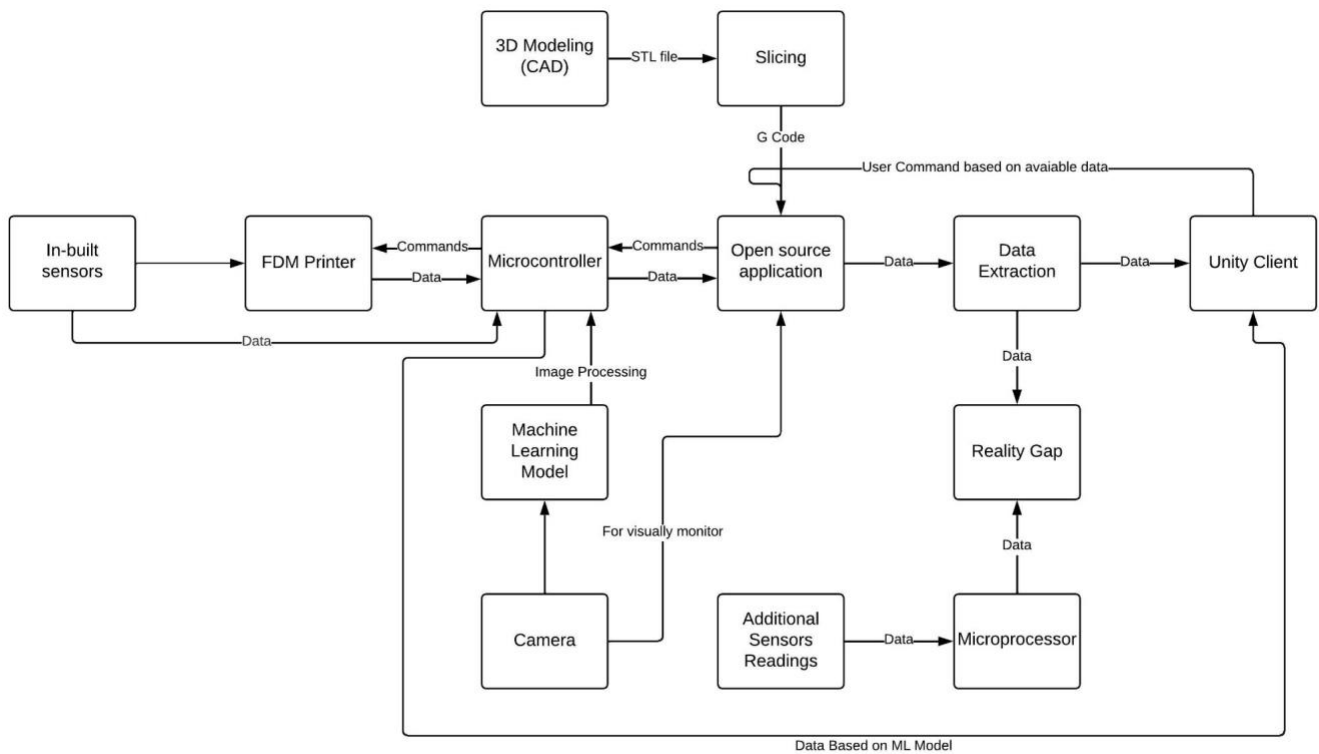 3D Modeling
(CAD)
STL file
Slicing
G Code
User Command based on avaiable data
In-built
sensors
FDM Printer
Commands
Data
Microcontroller
Commands
Data
Open source
application
Data
Data
Extraction
Data
Unity Client
Data
Image Processing
Data
Machine
Learning
Model
Reality Gap
For visually monitor
Data
Camera
Additional
Sensors
Readings
Data
Microprocessor
Data Based on ML Model